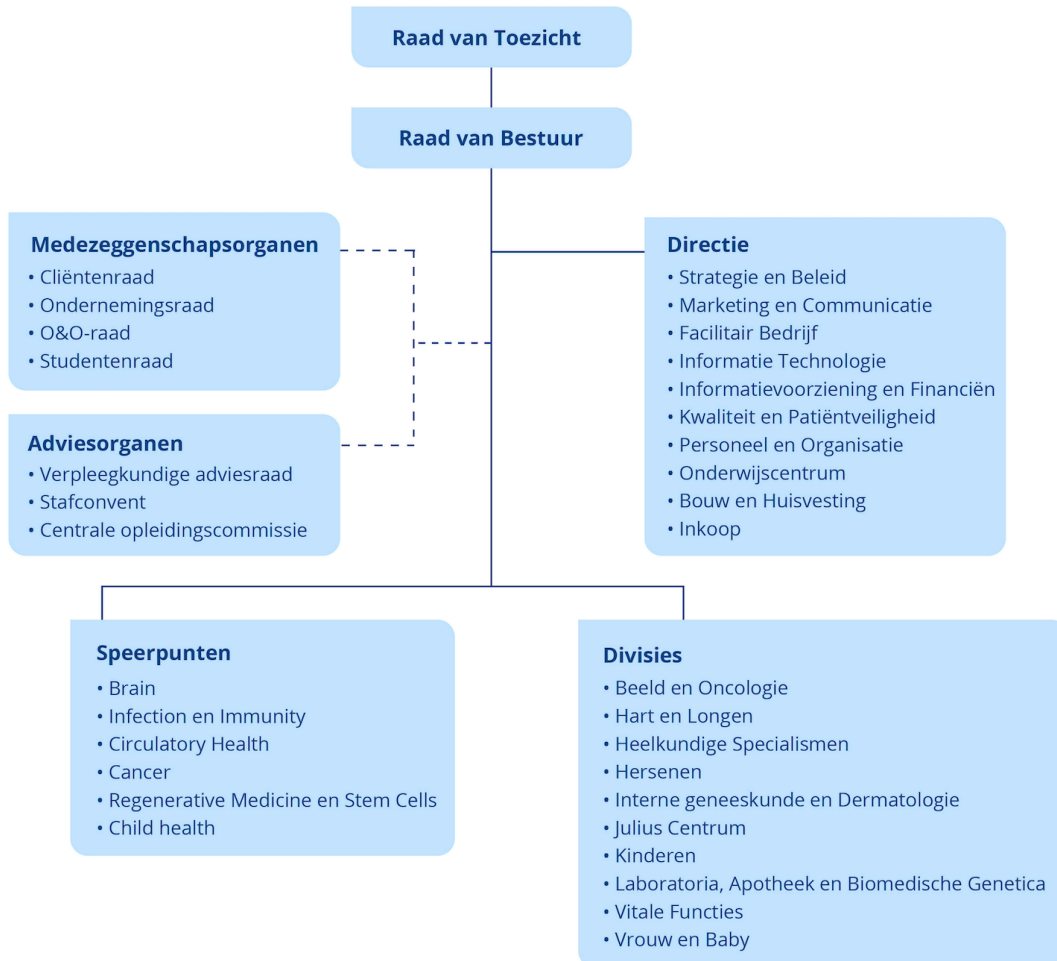 Raad van Toezicht
Raad van Bestuur
Medezeggenschapsorganen
• Cliëntenraad
• Ondernemingsraad
• O&O-raad
• Studentenraad
Adviesorganen
• Verpleegkundige adviesraad
• Stafconvent
• Centrale opleidingscommissie
Directie
• Strategie en Beleid
• Marketing en Communicatie
• Facilitair Bedrijf
• Informatie Technologie
• Informatievoorziening en Financiën
• Kwaliteit en Patiëntveiligheid
• Personeel en Organisatie
• Onderwijscentrum
• Bouw en Huisvesting
• Inkoop
Speerpunten
• Brain
• Infection en Immunity
• Circulatory Health
• Cancer
• Regenerative Medicine en Stem Cells
• Child health
Divisies
• Beeld en Oncologie
• Hart en Longen
• Heelkundige Specialismen
• Hersenen
• Interne geneeskunde en Dermatologie
• Julius Centrum
• Kinderen
• Laboratoria, Apotheek en Biomedische Genetica
• Vitale Functies
• Vrouw en Baby